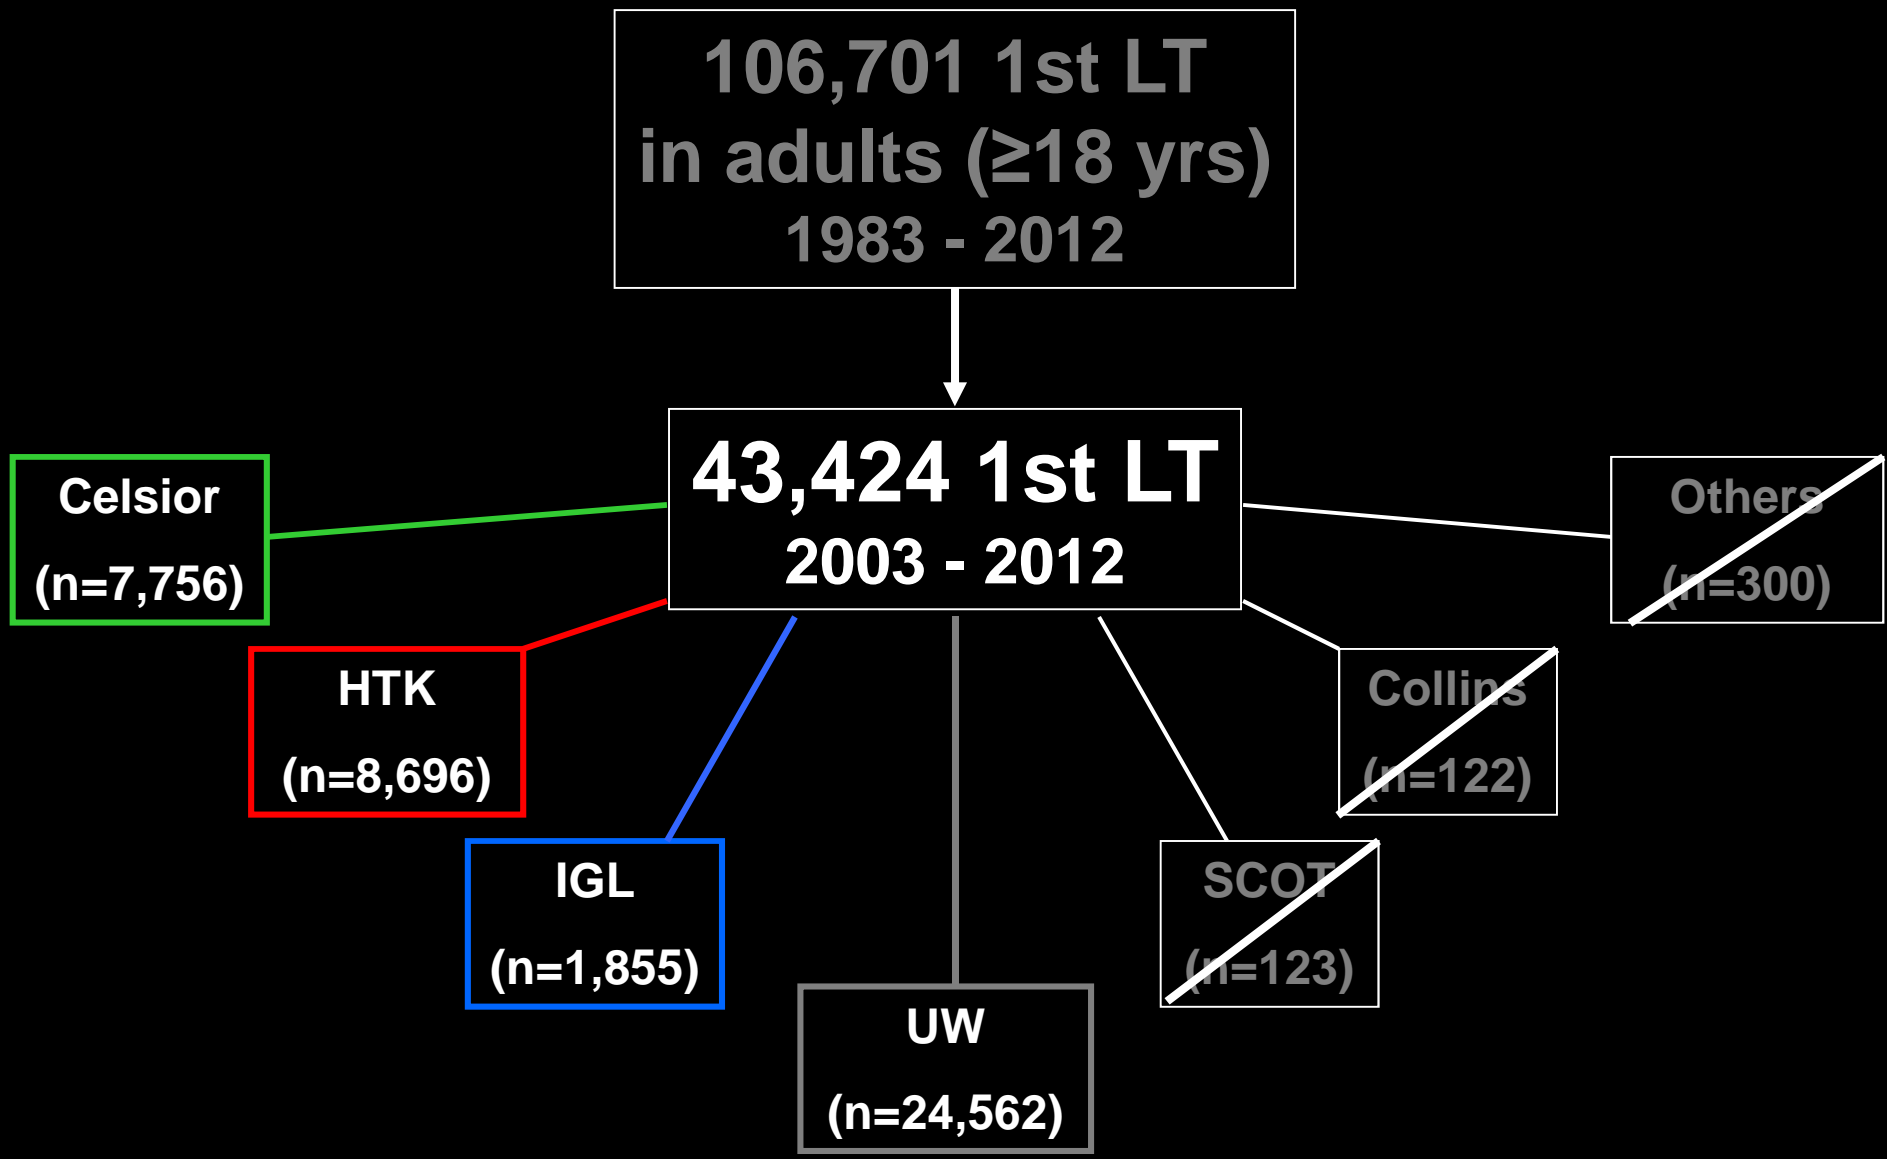 106,701 1st LT
in adults (≥18 yrs)
1983 - 2012
43,424 1st LT
2003 - 2012
Celsior
(n=7,756)
HTK
(n=8,696)
IGL
(n=1,855)
UW
(n=24,562)
SCOT
(n=123)
Collins
(n=122)
Others
(n=300)